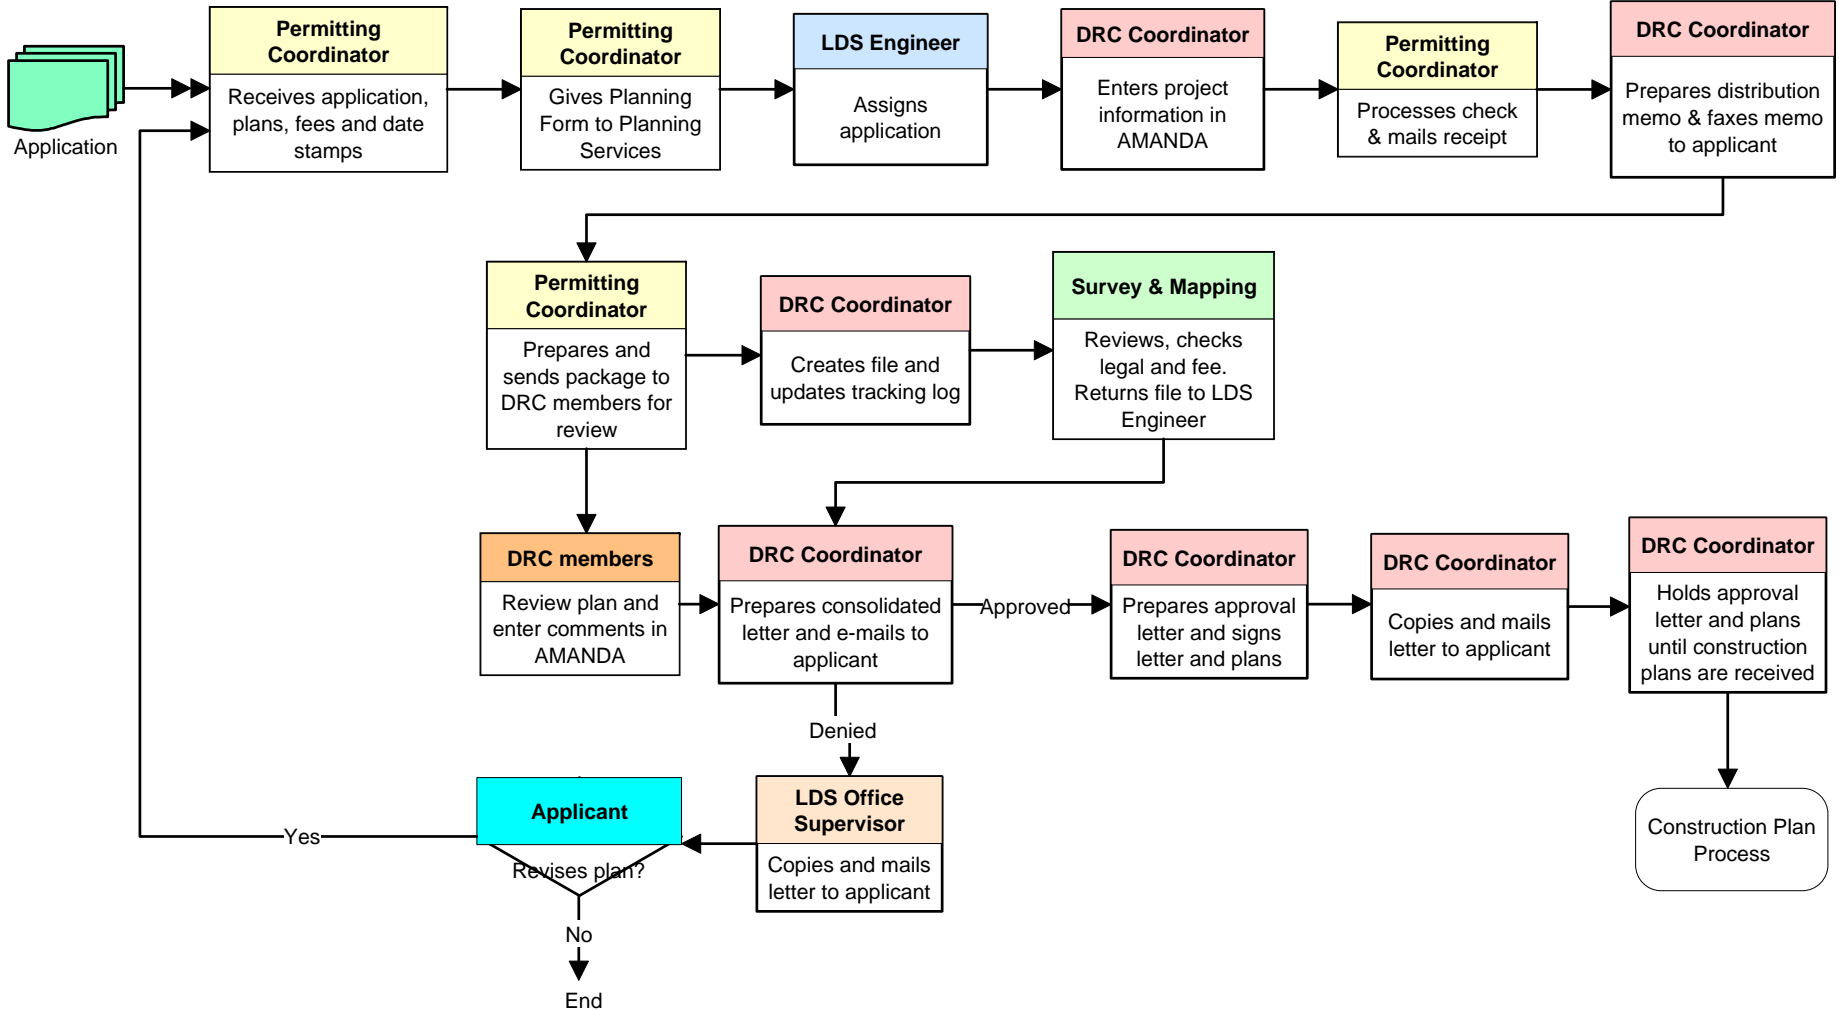 Application
Permitting
Coordinator
Receives application,
plans, fees and date
stamps
Permitting
Coordinator
Gives Planning
Form to Planning
Services
LDS Engineer
Assigns
application
DRC Coordinator
Enters project
information in
AMANDA
Permitting
Coordinator
Processes check
& mails receipt
DRC Coordinator
Prepares distribution
memo & faxes memo
to applicant
Permitting
Coordinator
Prepares and
sends package to
DRC members for
review
DRC Coordinator
Creates file and
updates tracking log
Survey & Mapping
Reviews, checks
legal and fee.
Returns file to LDS
Engineer
DRC members
Review plan and
enter comments in
AMANDA
DRC Coordinator
Prepares consolidated
letter and e-mails to
applicant
Approved
DRC Coordinator
Prepares approval
letter and signs
letter and plans
DRC Coordinator
Copies and mails
letter to applicant
DRC Coordinator
Holds approval
letter and plans
until construction
plans are received
Denied
LDS Office
Supervisor
Copies and mails
letter to applicant
Applicant
Revises plan?
Yes
No
End
Construction Plan
Process